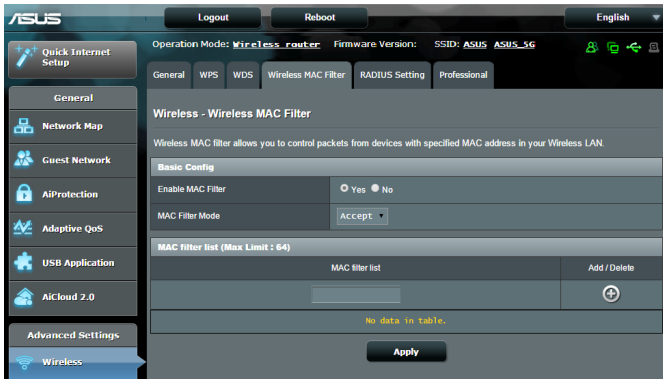 ASUS Logout Reboot English
Quick Internet Setup
Operation Mode: Wireless router Firmware Version: SSID: ASUS ASUS_5G
General WPS WDS Wireless MAC Filter RADIUS Setting Professional
General
Network Map
Guest Network
AiProtection
Adaptive QoS
USB Application
AiCloud 2.0
Advanced Settings
Wireless
Wireless - Wireless MAC Filter
Wireless MAC filter allows you to control packets from devices with specified MAC address in your Wireless LAN.
Basic Config
Enable MAC Filter Yes No
MAC Filter Mode Accept
MAC filter list (Max Limit : 64)
MAC filter list Add / Delete
No data in table.
Apply